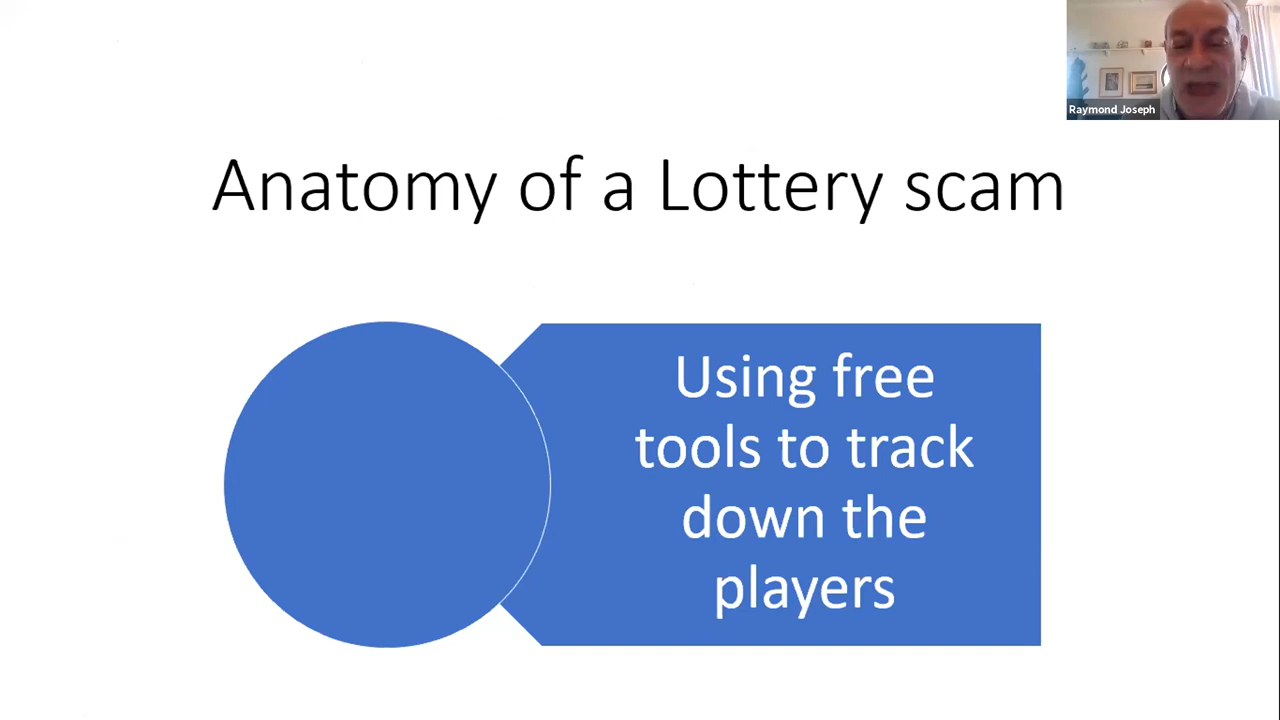 Raymond Joseph
Anatomy of a Lottery scam
Using free
tools to track
down the
players